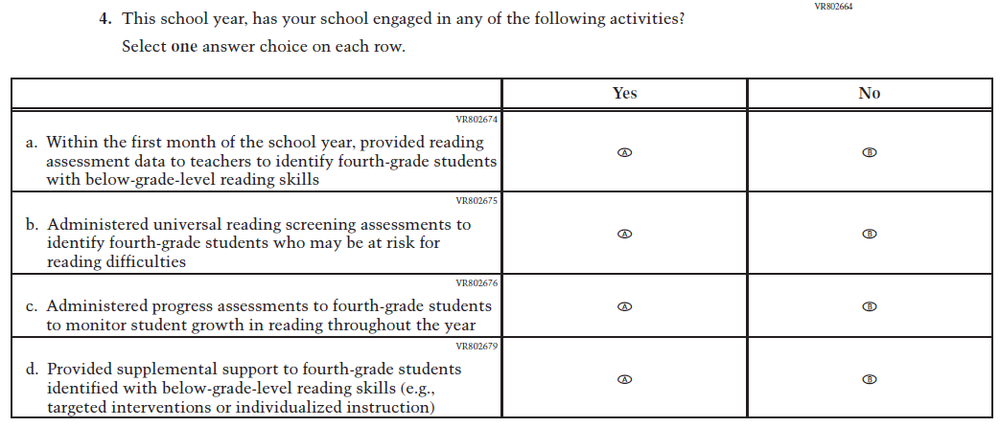 VR802664
4. This school year, has your school engaged in any of the following activities?
Select one answer choice on each row.
Yes
No
VR802674
a. Within the first month of the school year, provided reading
assessment data to teachers to identify fourth-grade students
with below-grade-level reading skills
A
B
VR802675
b. Administered universal reading screening assessments to
identify fourth-grade students who may be at risk for
reading difficulties
A
B
VR802676
c. Administered progress assessments to fourth-grade students
to monitor student growth in reading throughout the year
A
B
VR802679
d. Provided supplemental support to fourth-grade students
identified with below-grade-level reading skills (e.g.,
targeted interventions or individualized instruction)
A
B